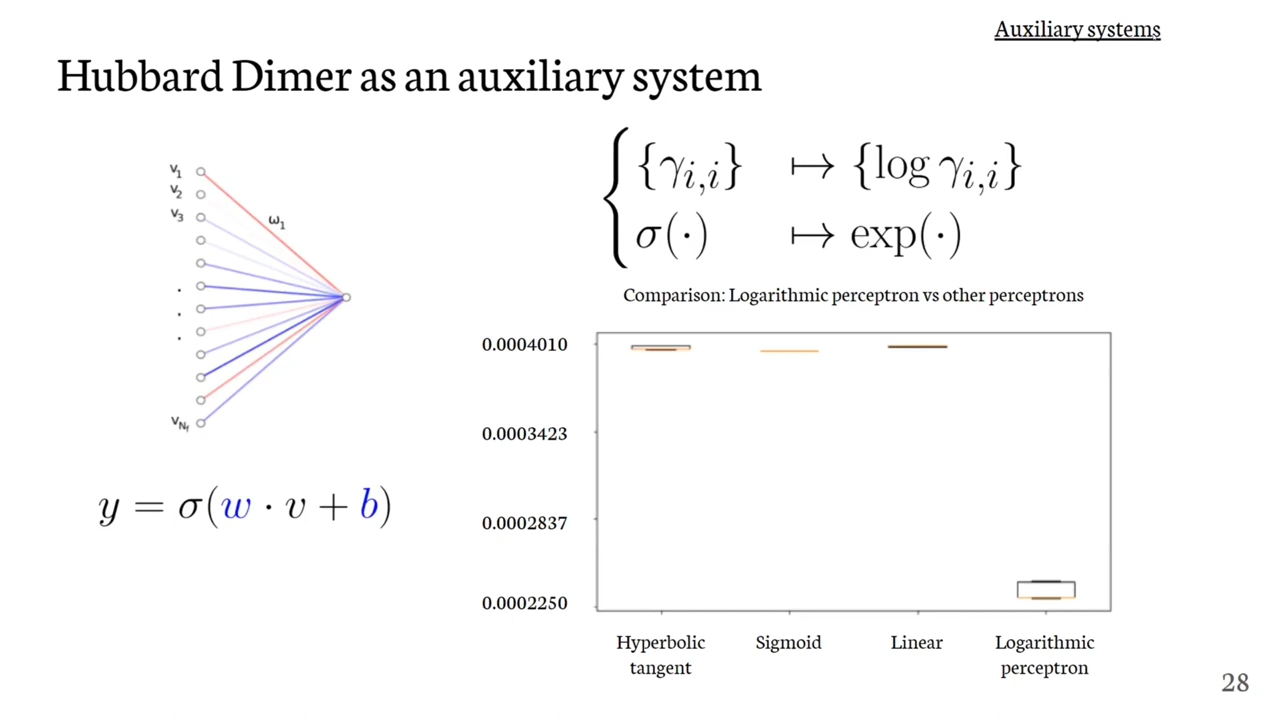 Auxiliary systems
Hubbard Dimer as an auxiliary system
{γi,i} ↦ {log γi,i}
σ(·) ↦ exp(·)
v1
v2
v3
ω1
.
.
.
vNf
y = σ(w · v + b)
Comparison: Logarithmic perceptron vs other perceptrons
0.0004010
0.0003423
0.0002837
0.0002250
Hyperbolic tangent
Sigmoid
Linear
Logarithmic perceptron
28